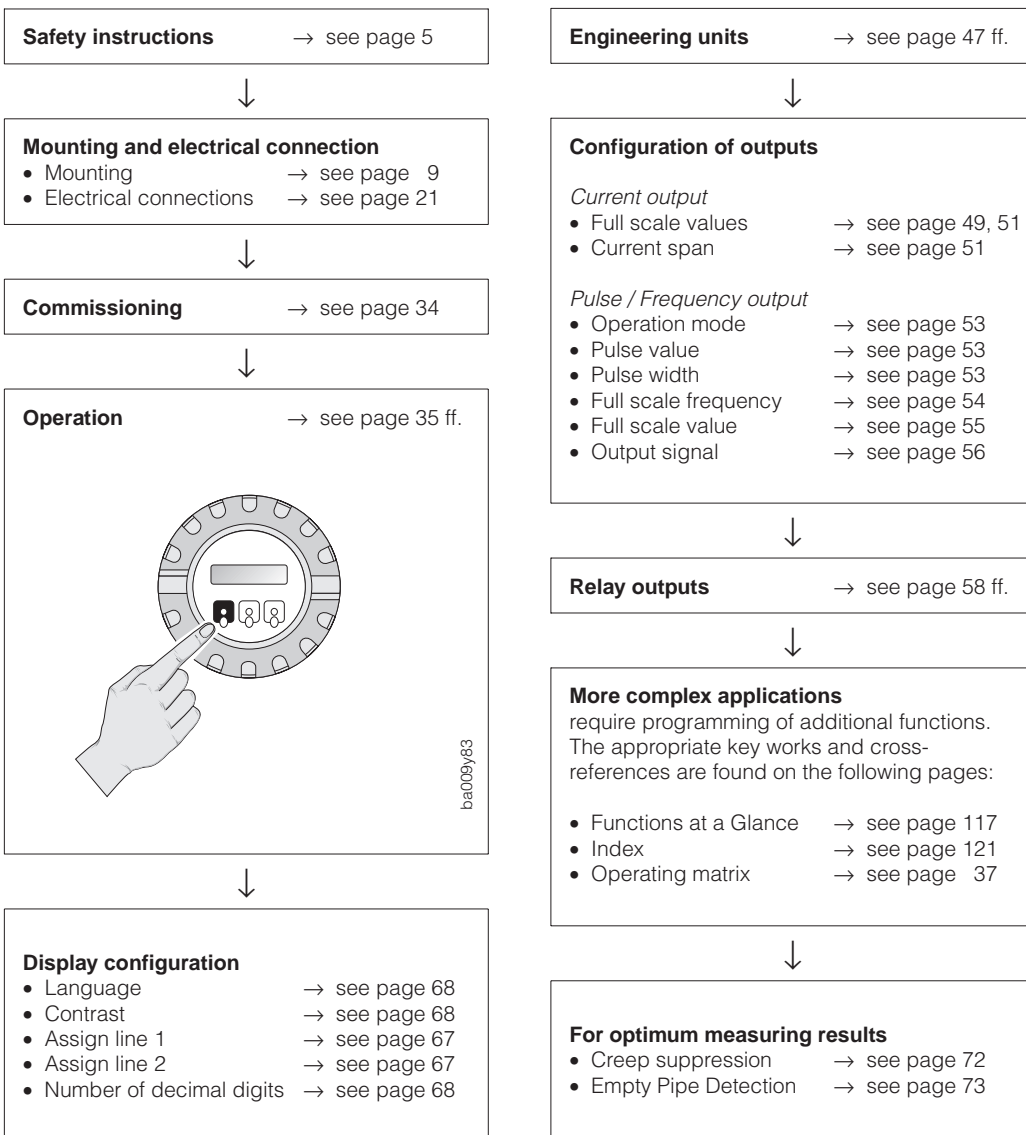 Safety instructions → see page 5
↓
Mounting and electrical connection
• Mounting → see page 9
• Electrical connections → see page 21
↓
Commissioning → see page 34
↓
Operation → see page 35 ff.
ba009y83
↓
Display configuration
• Language → see page 68
• Contrast → see page 68
• Assign line 1 → see page 67
• Assign line 2 → see page 67
• Number of decimal digits → see page 68
Engineering units → see page 47 ff.
↓
Configuration of outputs
Current output
• Full scale values → see page 49, 51
• Current span → see page 51
Pulse / Frequency output
• Operation mode → see page 53
• Pulse value → see page 53
• Pulse width → see page 53
• Full scale frequency → see page 54
• Full scale value → see page 55
• Output signal → see page 56
↓
Relay outputs → see page 58 ff.
↓
More complex applications
require programming of additional functions.
The appropriate key works and cross-
references are found on the following pages:
• Functions at a Glance → see page 117
• Index → see page 121
• Operating matrix → see page 37
↓
For optimum measuring results
• Creep suppression → see page 72
• Empty Pipe Detection → see page 73